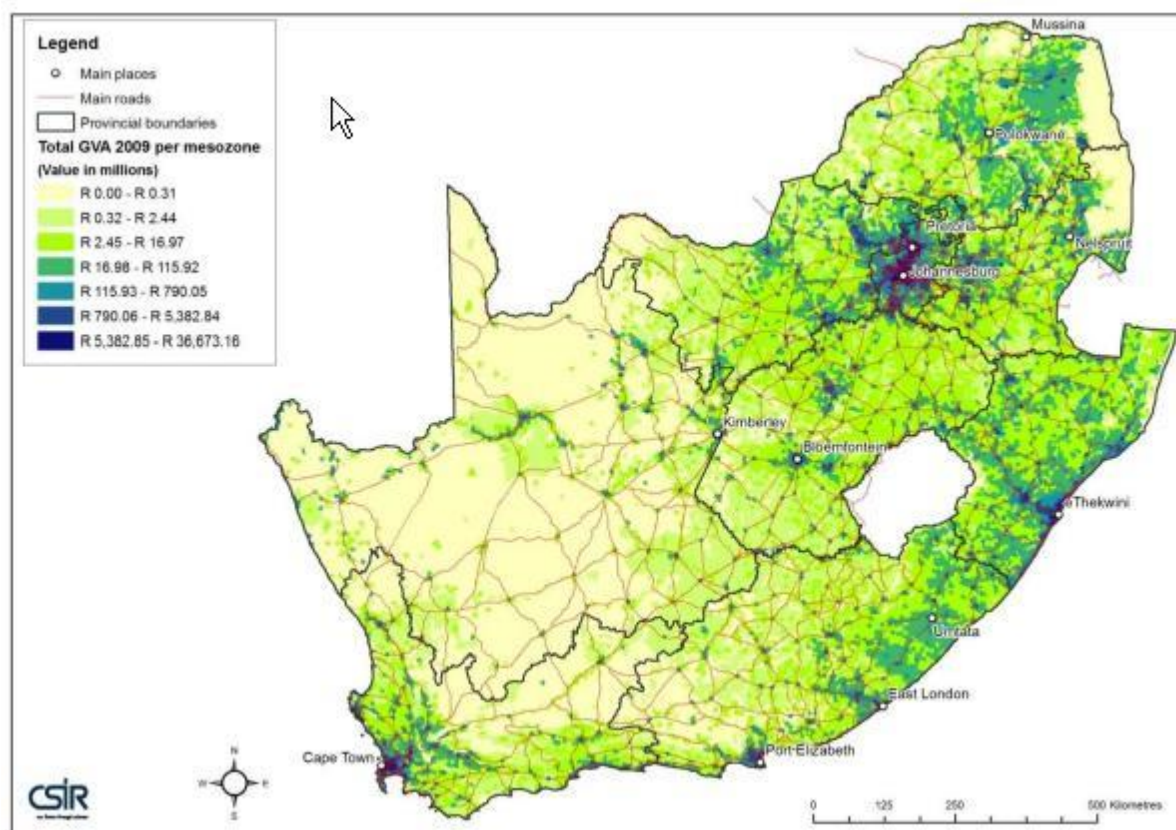 Legend
Main places
Main roads
Provincial boundaries
Total GVA 2009 per mesozone
(Value in millions)
R 0.00 - R 0.31
R 0.32 - R 2.44
R 2.45 - R 16.97
R 16.98 - R 115.92
R 115.93 - R 790.05
R 790.06 - R 5,382.84
R 5,382.85 - R 36,673.16
Mussina
Polokwane
Pretoria
Nelspruit
Johannesburg
Kimberley
Bloemfontein
eThekwini
Umtata
East London
Port Elizabeth
Cape Town
N
W E
S
CSIR
0 125 250 500 Kilometres